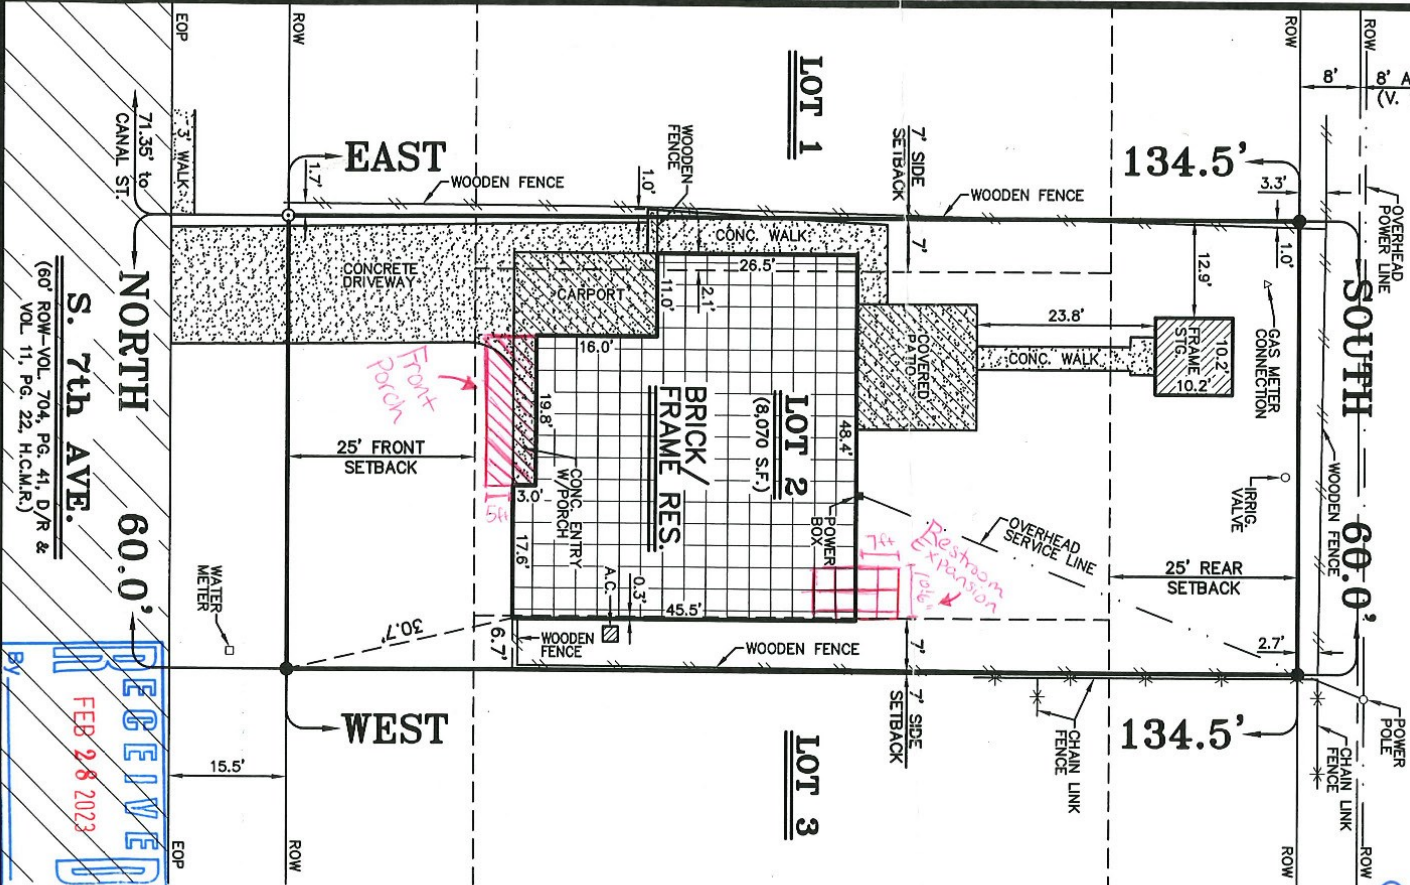 ROW
EOP
ROW
ROW
8'
8' A
(V.
LOT 1
71.35' to
CANAL ST.
3' WALK
EAST
1.7'
WOODEN FENCE
1.0'
WOODEN
FENCE
7' SIDE
SETBACK
WOODEN FENCE
134.5'
3.3'
OVERHEAD
POWER LINE
7'
CONC. WALK
26.5'
12.9'
1.0'
CONCRETE
DRIVEWAY
CARPORT
11.0'
2.1'
GAS METER
CONNECTION
SOUTH 60.0'
NORTH 60.0'
S. 7th AVE.
(60' ROW-VOL. 704, PG. 41, D/R &
VOL. 11, PG. 22, H.C.M.R.)
16.0'
COVERED
PATIO
23.8'
CONC. WALK
FRAME
STG.
10.2'
10.2'
Front
Porch
19.8'
BRICK/
FRAME RES.
LOT 2
(8,070 S.F.)
48.4'
25' FRONT
SETBACK
5ft
3.0'
CONC. ENTRY
W/PORCH
17.6'
POWER
BOX
OVERHEAD
SERVICE LINE
IRRIG.
VALVE
WOODEN FENCE
7ft
Restroom
Expansion
10'6"
25' REAR
SETBACK
A.C.
0.3'
45.5'
WATER
METER
30.7'
6.7'
WOODEN
FENCE
WOODEN FENCE
7'
7' SIDE
SETBACK
2.7'
WEST
134.5'
CHAIN LINK
FENCE
POWER
POLE
CHAIN LINK
FENCE
LOT 3
15.5'
RECEIVED
FEB 28 2023
By
EOP
ROW
ROW
ROW